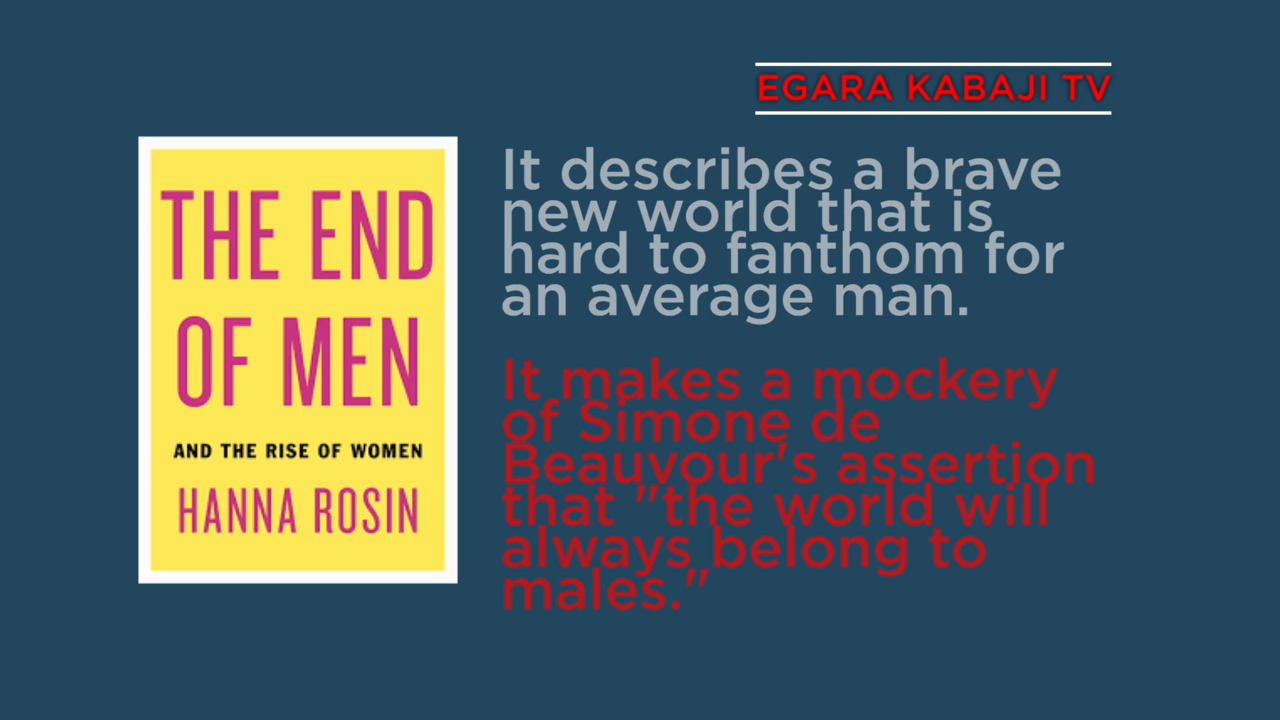 EGARA KABAJI TV
THE END
OF MEN
AND THE RISE OF WOMEN
HANNA ROSIN
It describes a brave
new world that is
hard to fanthom for
an average man.
It makes a mockery
of Simone de
Beauvour's assertion
that "the world will
always belong to
males."